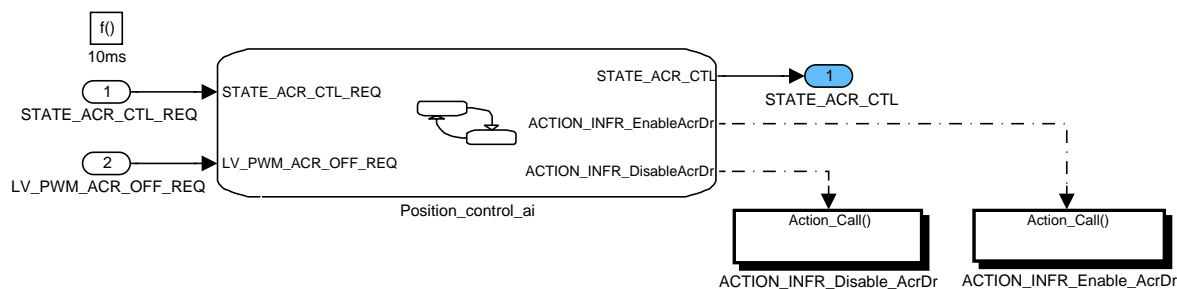 f()
10ms
1
STATE_ACR_CTL_REQ
2
LV_PWM_ACR_OFF_REQ
STATE_ACR_CTL_REQ
LV_PWM_ACR_OFF_REQ
STATE_ACR_CTL
ACTION_INFR_EnableAcrDr
ACTION_INFR_DisableAcrDr
Position_control_ai
1
STATE_ACR_CTL
Action_Call()
ACTION_INFR_Disable_AcrDr
Action_Call()
ACTION_INFR_Enable_AcrDr